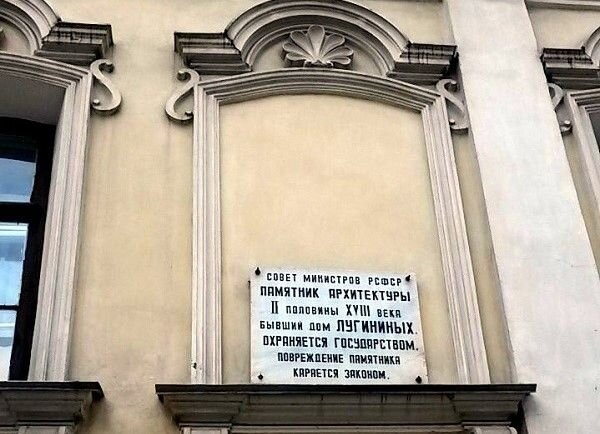 СОВЕТ МИНИСТРОВ РСФСР
ПАМЯТНИК АРХИТЕКТУРЫ
II ПОЛОВИНЫ XVIII ВЕКА
БЫВШИЙ ДОМ ЛУГИНИНЫХ.
ОХРАНЯЕТСЯ ГОСУДАРСТВОМ.
ПОВРЕЖДЕНИЕ ПАМЯТНИКА
КАРАЕТСЯ ЗАКОНОМ.